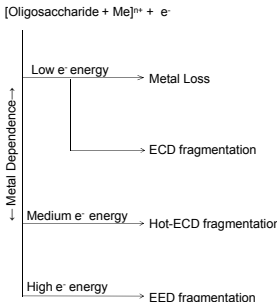 [Oligosaccharide + Me]ⁿ⁺ + e⁻
Low e⁻ energy
Metal Loss
ECD fragmentation
← Metal Dependence→
Medium e⁻ energy
Hot-ECD fragmentation
High e⁻ energy
EED fragmentation